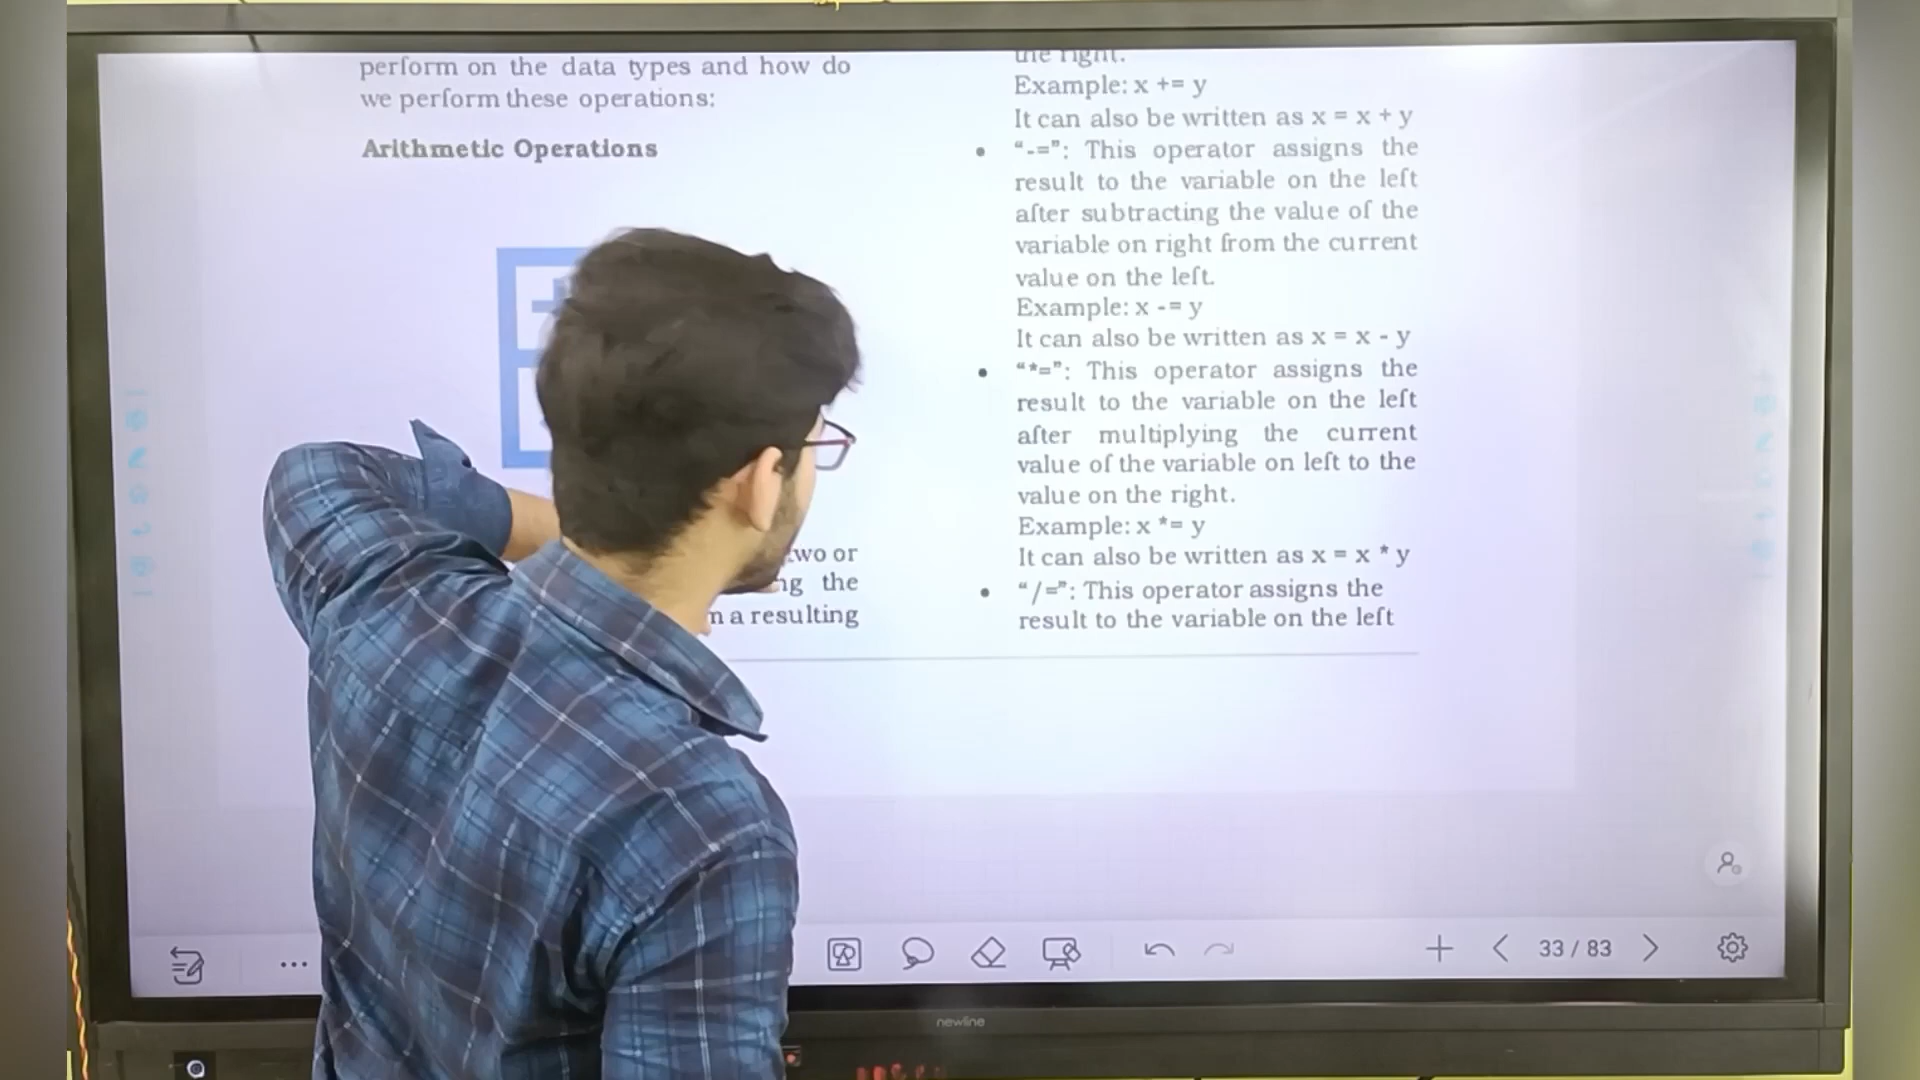 perform on the data types and how do
we perform these operations:
Arithmetic Operations
two or
the
a resulting
the right.
Example: x += y
It can also be written as x = x + y
• “-=”: This operator assigns the
result to the variable on the left
after subtracting the value of the
variable on right from the current
value on the left.
Example: x -= y
It can also be written as x = x - y
• “*=”: This operator assigns the
result to the variable on the left
after multiplying the current
value of the variable on left to the
value on the right.
Example: x *= y
It can also be written as x = x * y
• “/=”: This operator assigns the
result to the variable on the left
33 / 83
newline